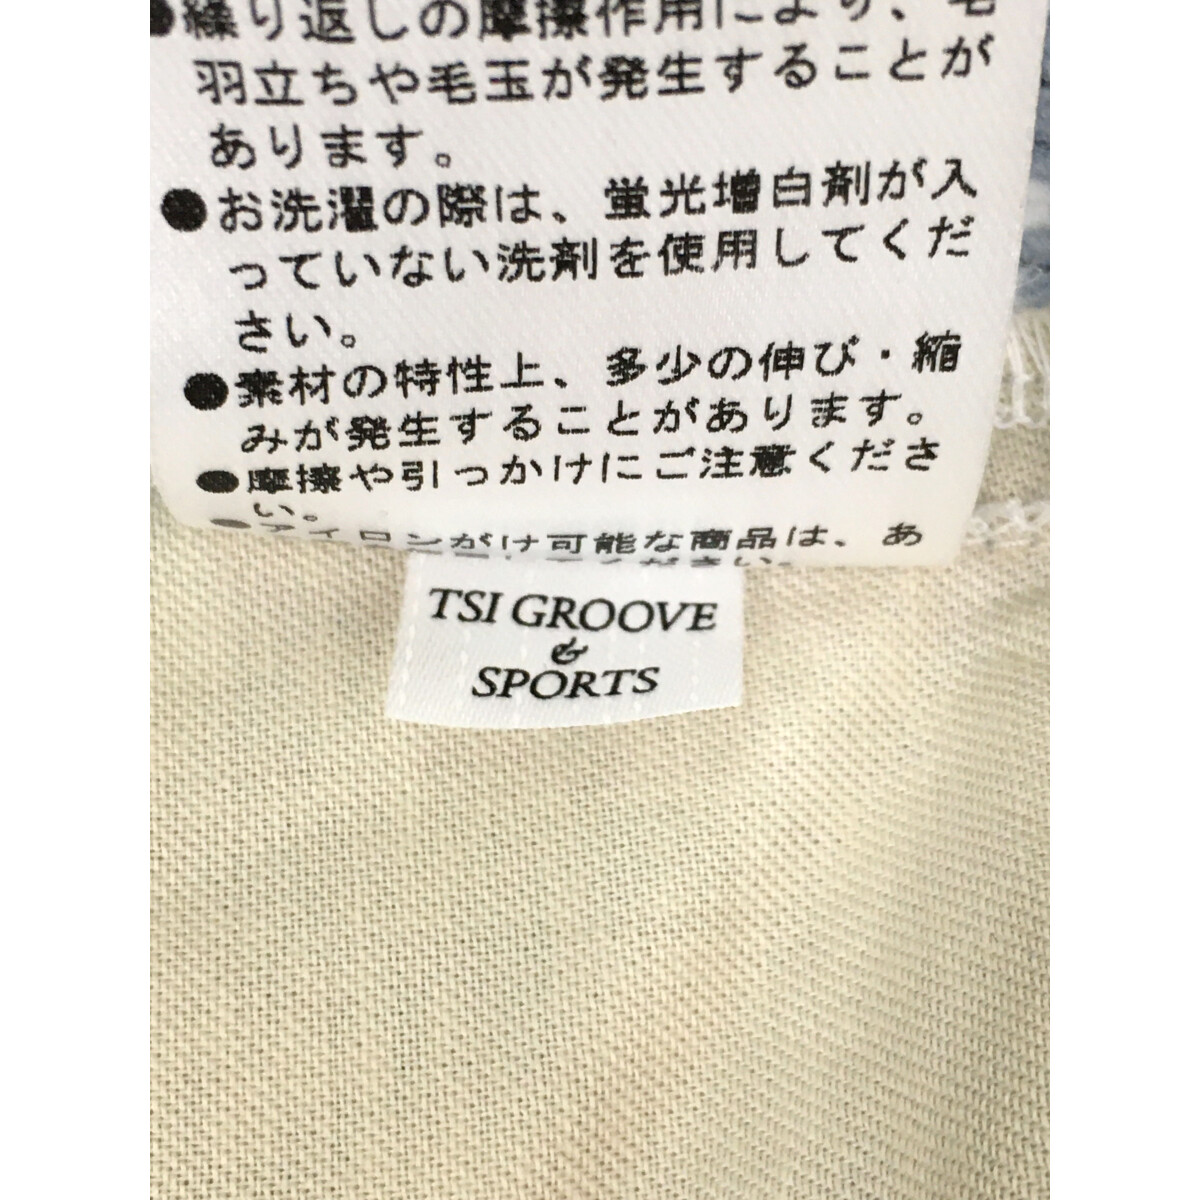 ●繰り返しの摩擦作用により、毛
羽立ちや毛玉が発生することが
あります。
●お洗濯の際は、蛍光増白剤が入
っていない洗剤を使用してくだ
さい。
●素材の特性上、多少の伸び・縮
みが発生することがあります。
●摩擦や引っかけにご注意くださ
い。
●アイロンがけ可能な商品は、あ
ください。
TSI GROOVE
&
SPORTS